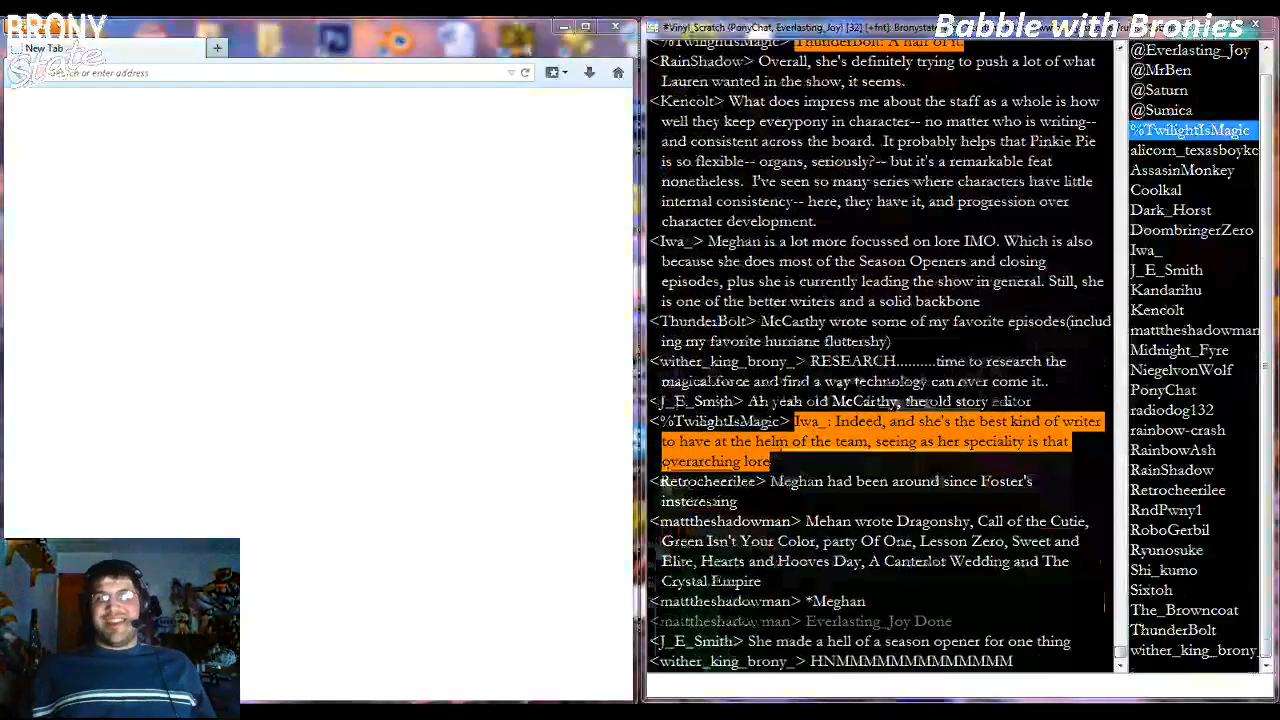 BRONY
State
New Tab
Search or enter address
#Vinyl_Scratch (PonyChat, Everlasting_Joy) [32] [+fnt]
Babble with Bronies
<%TwilightIsMagic> ThunderBolt: A half of it.
<RainShadow> Overall, she's definitely trying to push a lot of what
Lauren wanted in the show, it seems.
<Kencolt> What does impress me about the staff as a whole is how
well they keep everypony in character-- no matter who is writing--
and consistent across the board.  It probably helps that Pinkie Pie
is so flexible-- organs, seriously?-- but it's a remarkable feat
nonetheless.  I've seen so many series where characters have little
internal consistency-- here, they have it, and progression over
character development.
<Iwa_> Meghan is a lot more focussed on lore IMO. Which is also
because she does most of the Season Openers and closing
episodes, plus she is currently leading the show in general. Still, she
is one of the better writers and a solid backbone
<ThunderBolt> McCarthy wrote some of my favorite episodes(includ
ing my favorite hurriane fluttershy)
<wither_king_brony_> RESEARCH..........time to research the
magical force and find a way technology can over come it..
<J_E_Smith> Ah yeah old McCarthy, the old story editor
<%TwilightIsMagic> Iwa_: Indeed, and she's the best kind of writer
to have at the helm of the team, seeing as her speciality is that
overarching lore
<Retrocheerilee> Meghan had been around since Foster's
insteressing
<matttheshadowman> Mehan wrote Dragonshy, Call of the Cutie,
Green Isn't Your Color, party Of One, Lesson Zero, Sweet and
Elite, Hearts and Hooves Day, A Canterlot Wedding and The
Crystal Empire
<matttheshadowman> *Meghan
<matttheshadowman> Everlasting_Joy Done
<J_E_Smith> She made a hell of a season opener for one thing
<wither_king_brony_> HNMMMMMMMMMMMMM
@Everlasting_Joy
@MrBen
@Saturn
@Sumica
%TwilightIsMagic
alicorn_texasboykc
AssasinMonkey
Coolkal
Dark_Horst
DoombringerZero
Iwa_
J_E_Smith
Kandarihu
Kencolt
matttheshadowman
Midnight_Fyre
NiegelvonWolf
PonyChat
radiodog132
rainbow-crash
RainbowAsh
RainShadow
Retrocheerilee
RndPwny1
RoboGerbil
Ryunosuke
Shi_kumo
Sixtoh
The_Browncoat
ThunderBolt
wither_king_brony_